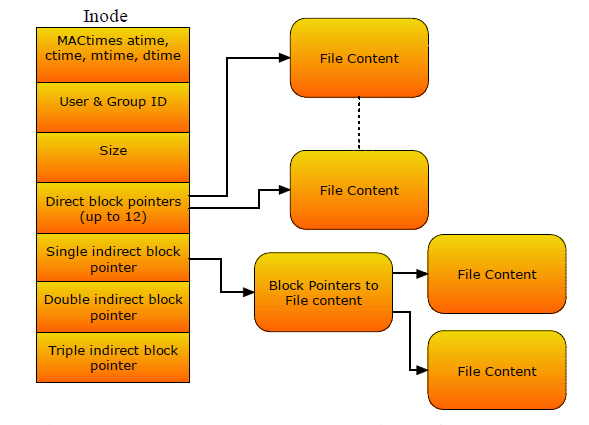 Inode
MACtimes atime,
ctime, mtime, dtime
User & Group ID
Size
Direct block pointers
(up to 12)
Single indirect block
pointer
Double indirect block
pointer
Triple indirect block
pointer
File Content
File Content
Block Pointers to
File content
File Content
File Content